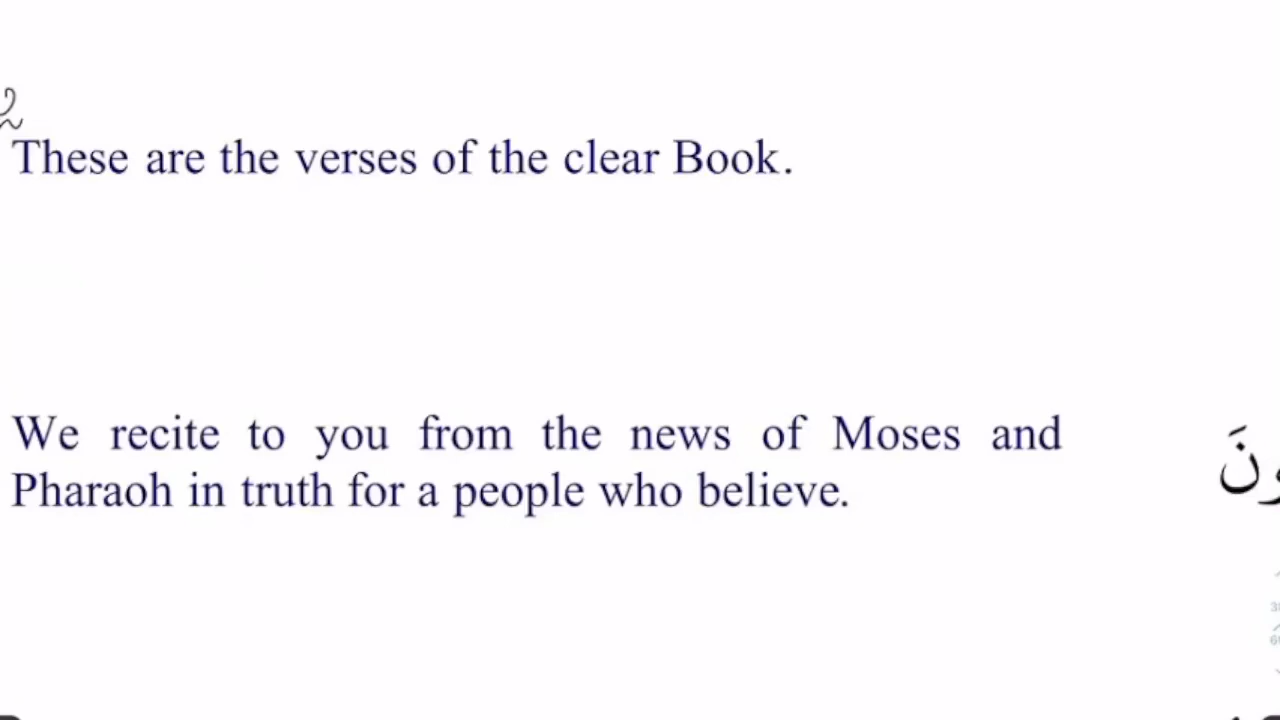 These are the verses of the clear Book.
We recite to you from the news of Moses and
Pharaoh in truth for a people who believe.